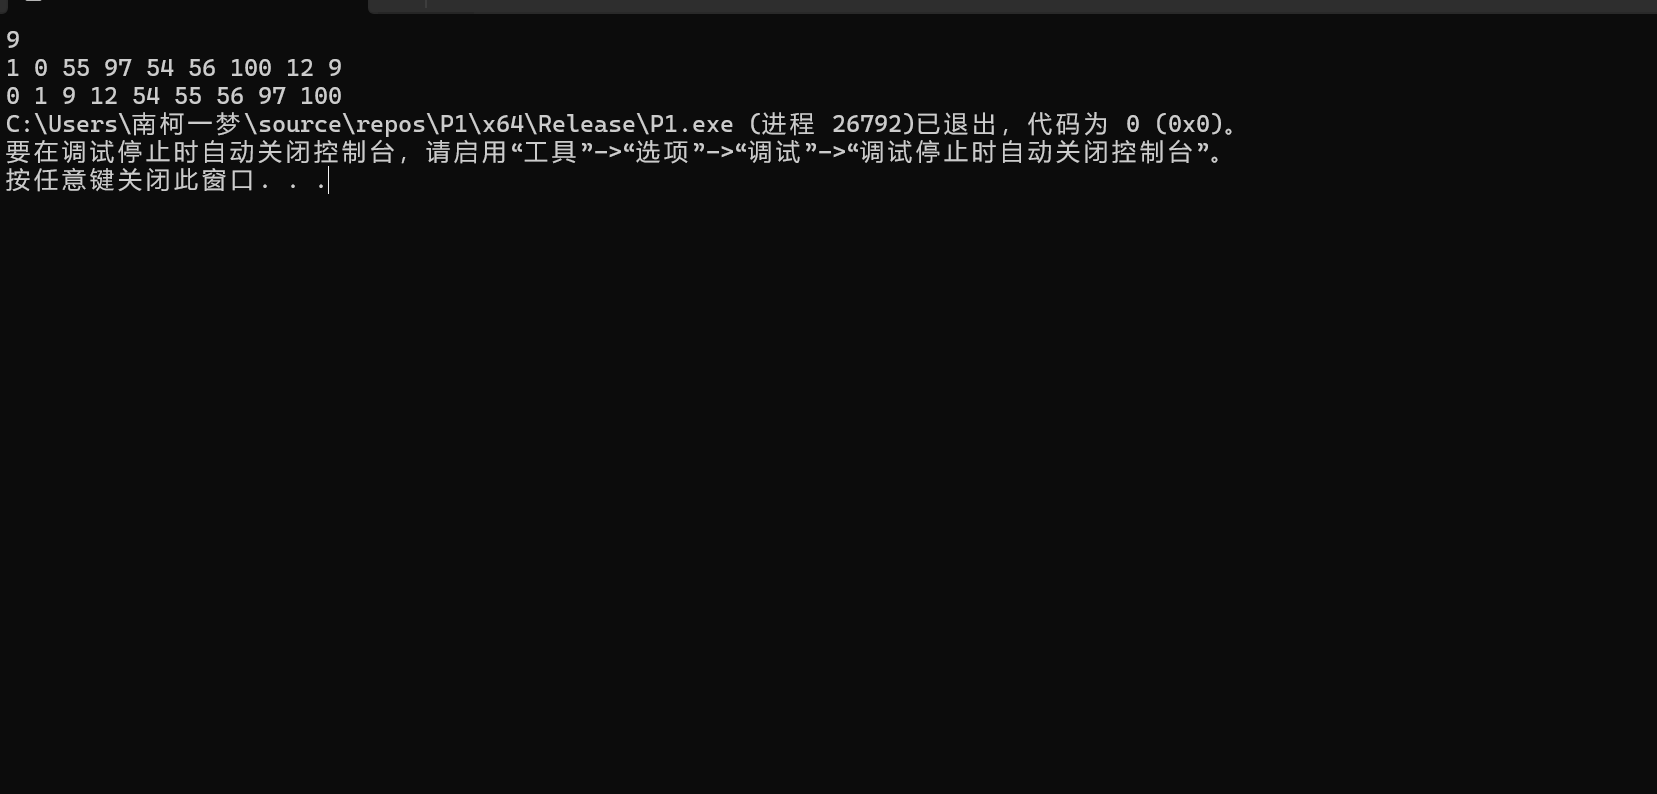 9
1 0 55 97 54 56 100 12 9
0 1 9 12 54 55 56 97 100
C:\Users\南柯一梦\source\repos\P1\x64\Release\P1.exe (进程 26792)已退出，代码为 0 (0x0)。
要在调试停止时自动关闭控制台，请启用“工具”->“选项”->“调试”->“调试停止时自动关闭控制台”。
按任意键关闭此窗口. . .